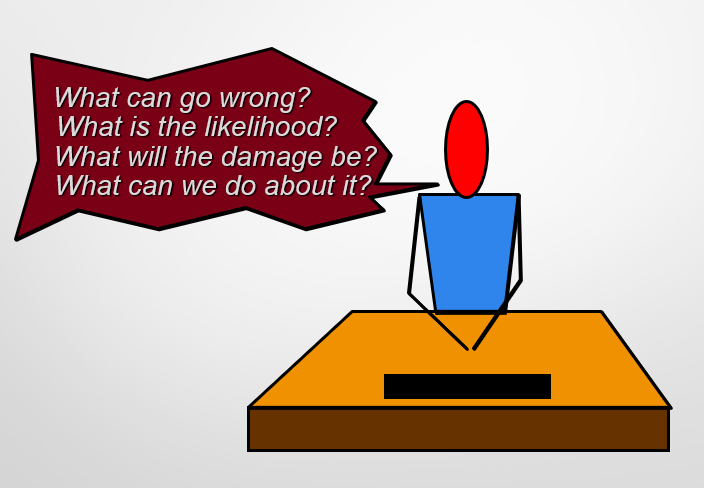 What can go wrong?
What is the likelihood?
What will the damage be?
What can we do about it?